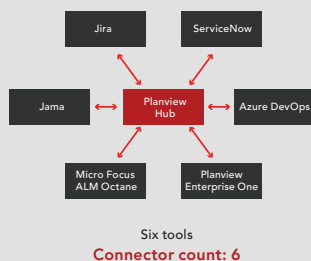 Jira
ServiceNow
Jama
Planview
Hub
Azure DevOps
Micro Focus
ALM Octane
Planview
Enterprise One
Six tools
Connector count: 6